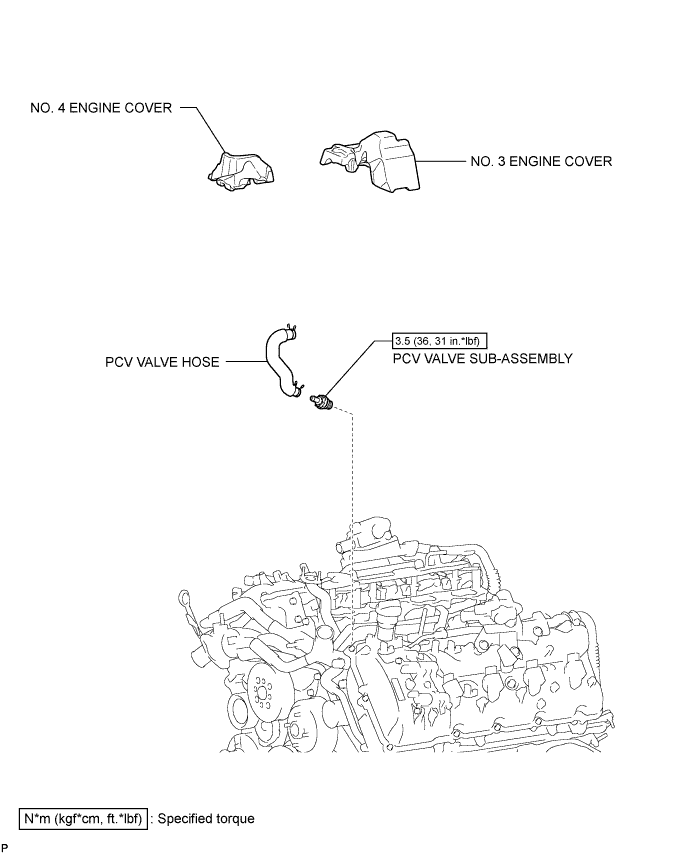 NO. 4 ENGINE COVER
NO. 3 ENGINE COVER
3.5 (36, 31 in.*lbf)
PCV VALVE HOSE
PCV VALVE SUB-ASSEMBLY
N*m (kgf*cm, ft.*lbf) : Specified torque
P